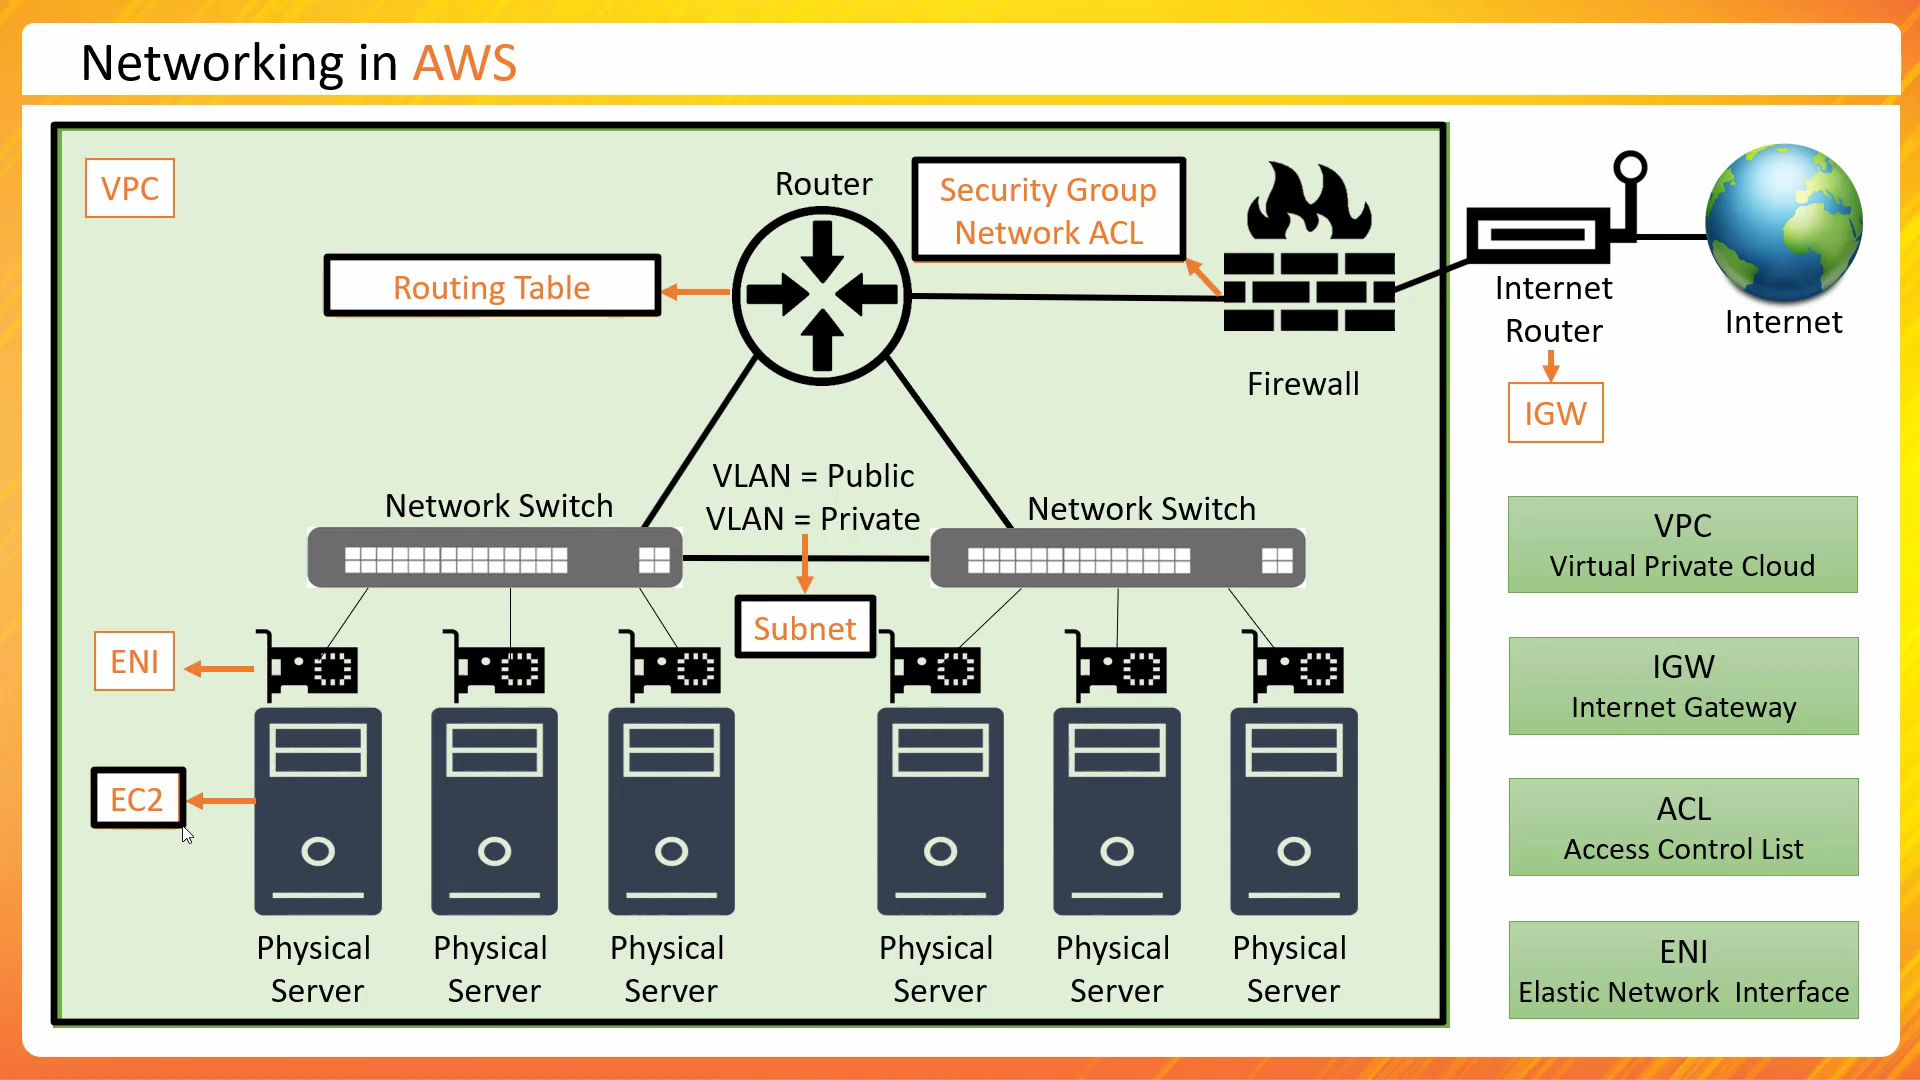 Networking in AWS
VPC
Router
Security Group
Network ACL
Routing Table
Internet
Router
Internet
Firewall
IGW
VLAN = Public
VLAN = Private
Network Switch
Network Switch
Subnet
ENI
EC2
Physical
Server
Physical
Server
Physical
Server
Physical
Server
Physical
Server
Physical
Server
VPC
Virtual Private Cloud
IGW
Internet Gateway
ACL
Access Control List
ENI
Elastic Network Interface